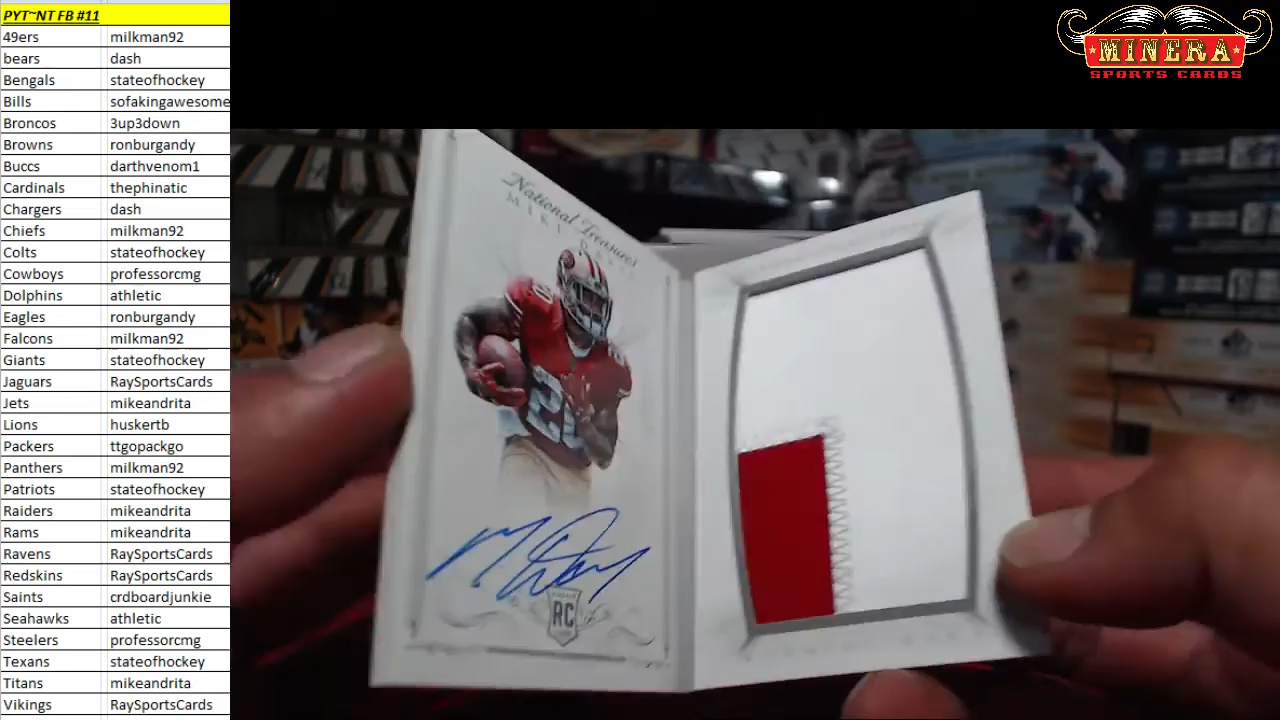 PYT~NT FB #11
49ers milkman92
bears dash
Bengals stateofhockey
Bills sofakingawesome
Broncos 3up3down
Browns ronburgandy
Buccs darthvenom1
Cardinals thephinatic
Chargers dash
Chiefs milkman92
Colts stateofhockey
Cowboys professorcmg
Dolphins athletic
Eagles ronburgandy
Falcons milkman92
Giants stateofhockey
Jaguars RaySportsCards
Jets mikeandrita
Lions huskertb
Packers ttgopackgo
Panthers milkman92
Patriots stateofhockey
Raiders mikeandrita
Rams mikeandrita
Ravens RaySportsCards
Redskins RaySportsCards
Saints crdboardjunkie
Seahawks athletic
Steelers professorcmg
Texans stateofhockey
Titans mikeandrita
Vikings RaySportsCards
MINERA
SPORTS CARDS
National Treasures
RC